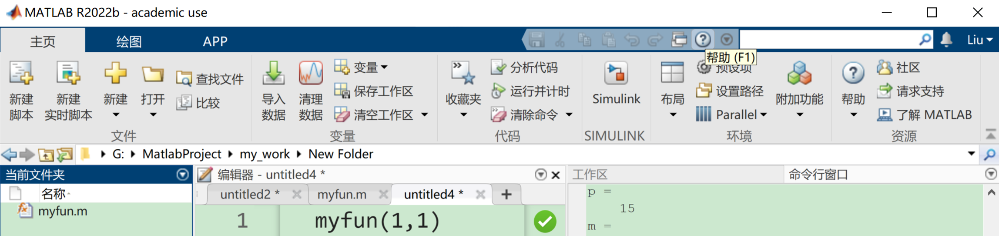 MATLAB R2022b - academic use
主页 绘图 APP Liu
帮助 (F1)
新建
脚本
新建
实时脚本
新建
打开
查找文件
比较
文件
导入
数据
清理
数据
变量
保存工作区
清空工作区
变量
收藏夹
分析代码
运行并计时
清除命令
代码
Simulink
SIMULINK
布局
预设项
设置路径
Parallel
附加功能
环境
帮助
社区
请求支持
了解 MATLAB
资源
G: MatlabProject my_work New Folder
当前文件夹
名称
myfun.m
编辑器 - untitled4 *
untitled2 * myfun.m untitled4 *
1 myfun(1,1)
工作区 命令行窗口
p =
15
m =